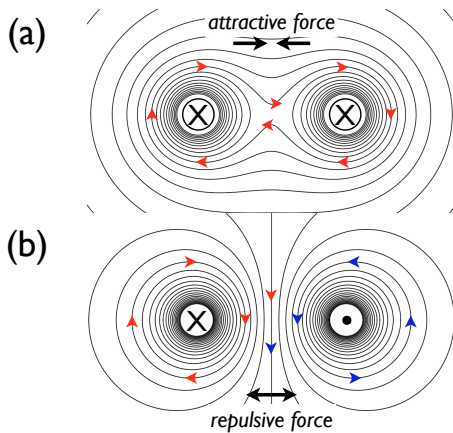 (a)
attractive force
X
X
(b)
X
repulsive force